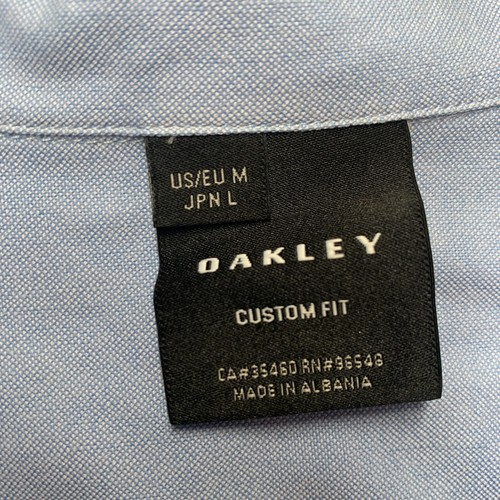 US/EU M
JPN L
OAKLEY
CUSTOM FIT
CA#35460 RN#96548
MADE IN ALBANIA